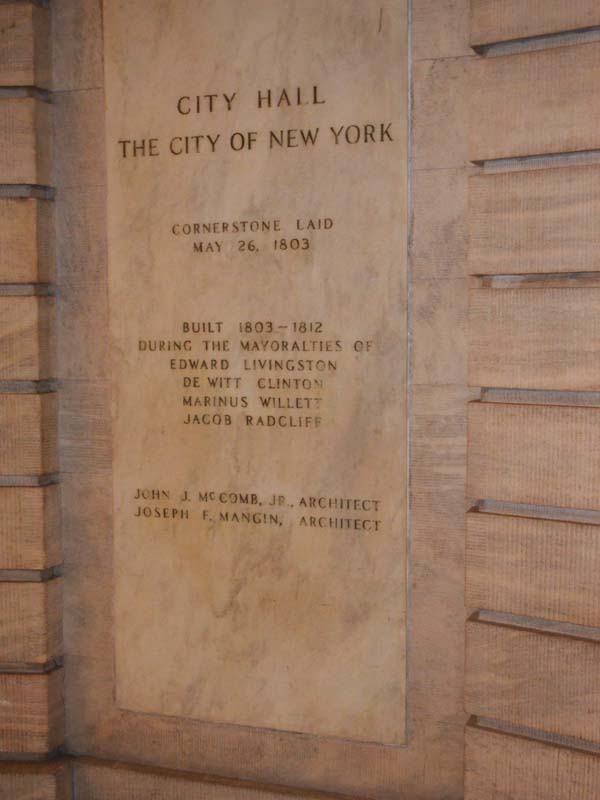 CITY HALL
THE CITY OF NEW YORK
CORNERSTONE LAID
MAY 26, 1803
BUILT 1803-1812
DURING THE MAYORALTIES OF
EDWARD LIVINGSTON
DE WITT CLINTON
MARINUS WILLETT
JACOB RADCLIFF
JOHN J. McCOMB, JR., ARCHITECT
JOSEPH F. MANGIN, ARCHITECT